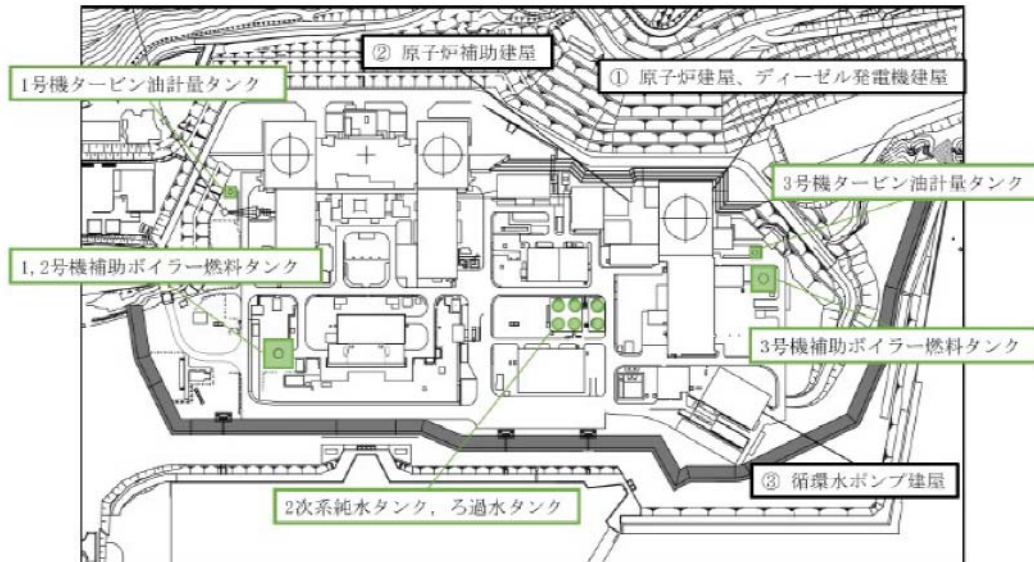 ② 原子炉補助建屋
① 原子炉建屋、ディーゼル発電機建屋
1号機タービン油計量タンク
3号機タービン油計量タンク
1,2号機補助ボイラー燃料タンク
3号機補助ボイラー燃料タンク
③ 循環水ポンプ建屋
2次系純水タンク，ろ過水タンク